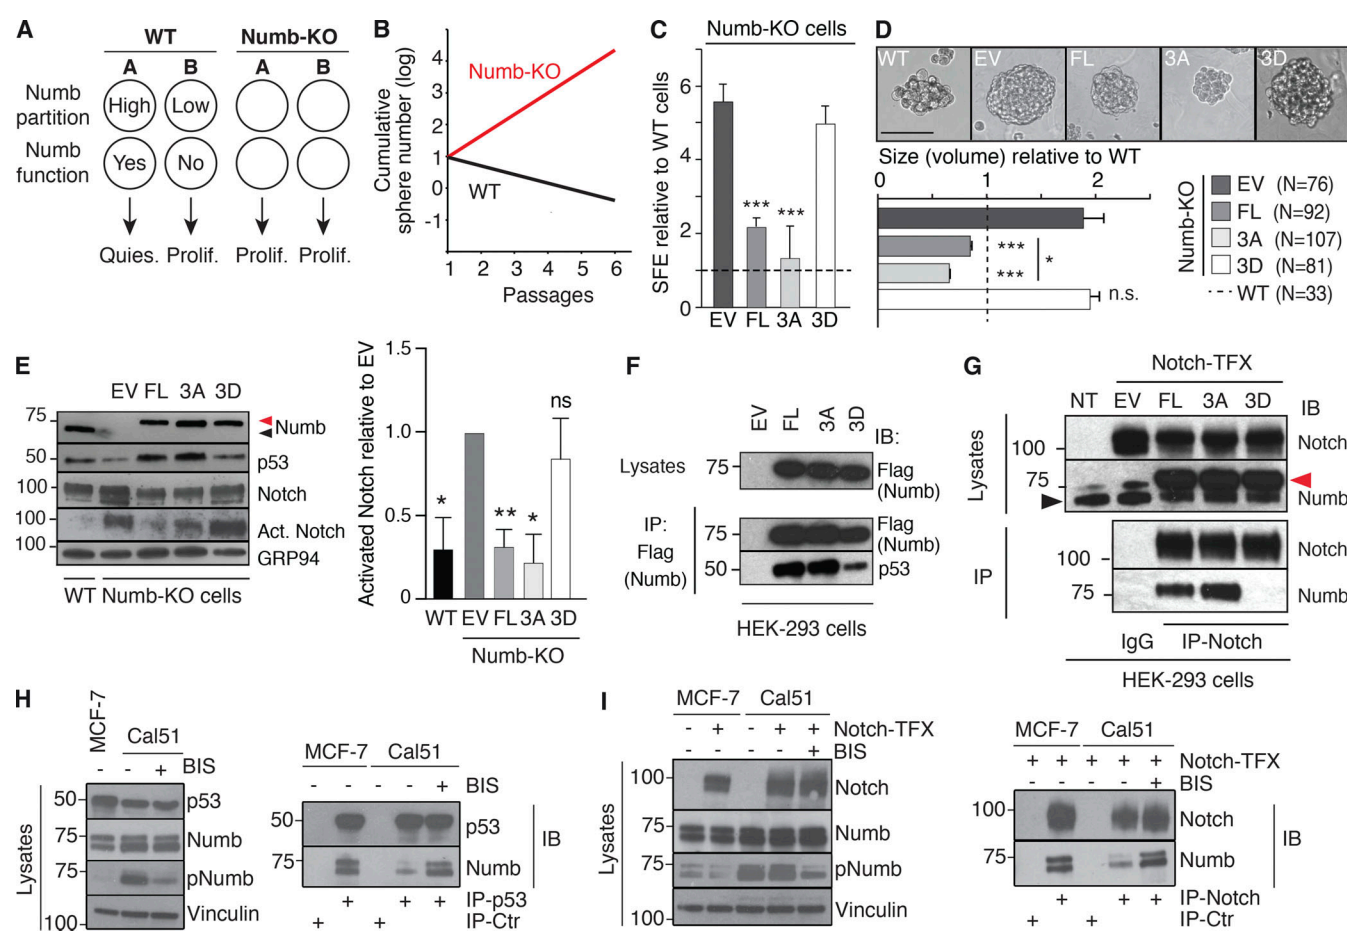 A
WT
Numb-KO
A B A B
Numb
partition
High Low
Numb
function
Yes No
Quies. Prolif. Prolif. Prolif.
B
Cumulative
sphere number (log)
4
3
2
1
0
-1
Numb-KO
WT
1 2 3 4 5 6
Passages
C
Numb-KO cells
SFE relative to WT cells
6
4
2
0
*** ***
EV FL 3A 3D
D
WT EV FL 3A 3D
Size (volume) relative to WT
0 1 2
***
*
***
n.s.
Numb-KO
EV (N=76)
FL (N=92)
3A (N=107)
3D (N=81)
WT (N=33)
E
EV FL 3A 3D
75
Numb
50
p53
100
Notch
100
Act. Notch
100
GRP94
WT Numb-KO cells
Activated Notch relative to EV
1.5
1.0
0.5
0
* ** * ns
WT EV FL 3A 3D
Numb-KO
F
EV FL 3A 3D
IB:
Lysates
75
Flag
(Numb)
IP:
Flag
(Numb)
75
Flag
(Numb)
50
p53
HEK-293 cells
G
Notch-TFX
NT EV FL 3A 3D
IB
Lysates
100
Notch
75
Numb
IP
100
Notch
75
Numb
IgG IP-Notch
HEK-293 cells
H
MCF-7
Cal51
- - + BIS
Lysates
50 p53
75 Numb
75 pNumb
100 Vinculin
MCF-7 Cal51
- - - - + BIS
50 p53
75 Numb
IB
+ + + IP-p53
+ + IP-Ctr
I
MCF-7 Cal51
- + - + + Notch-TFX
- - - - + BIS
Lysates
100 Notch
75 Numb
75 pNumb
100 Vinculin
MCF-7 Cal51
+ + + + + Notch-TFX
- - - - + BIS
100 Notch
75 Numb
IB
+ + + IP-Notch
+ + IP-Ctr